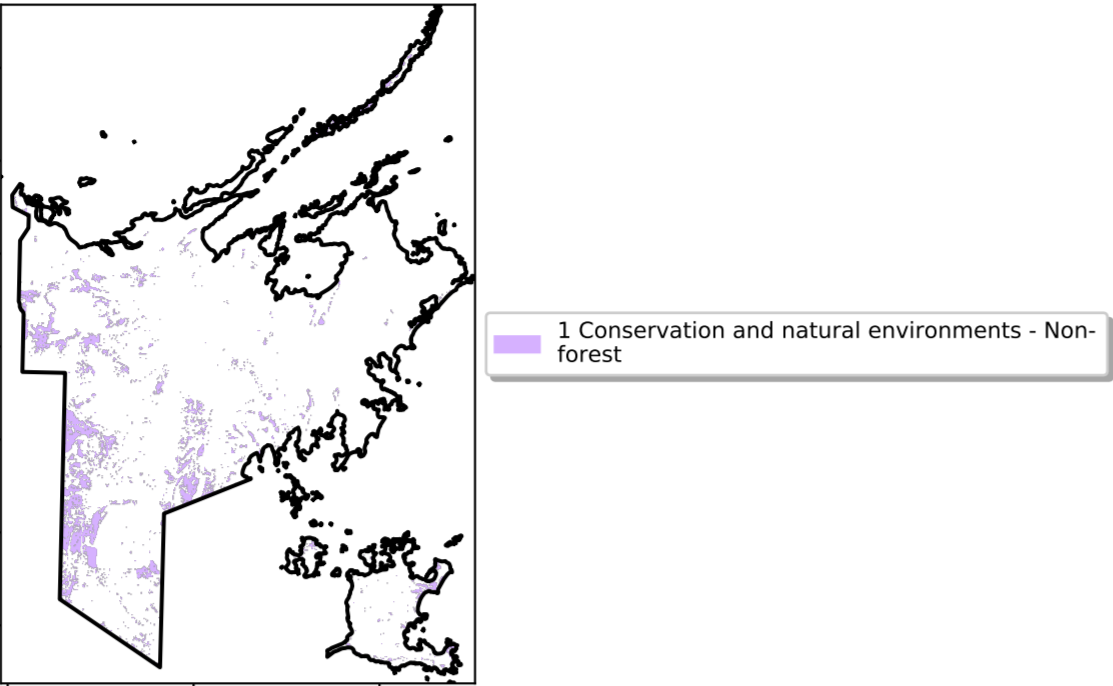 1 Conservation and natural environments - Non-
forest